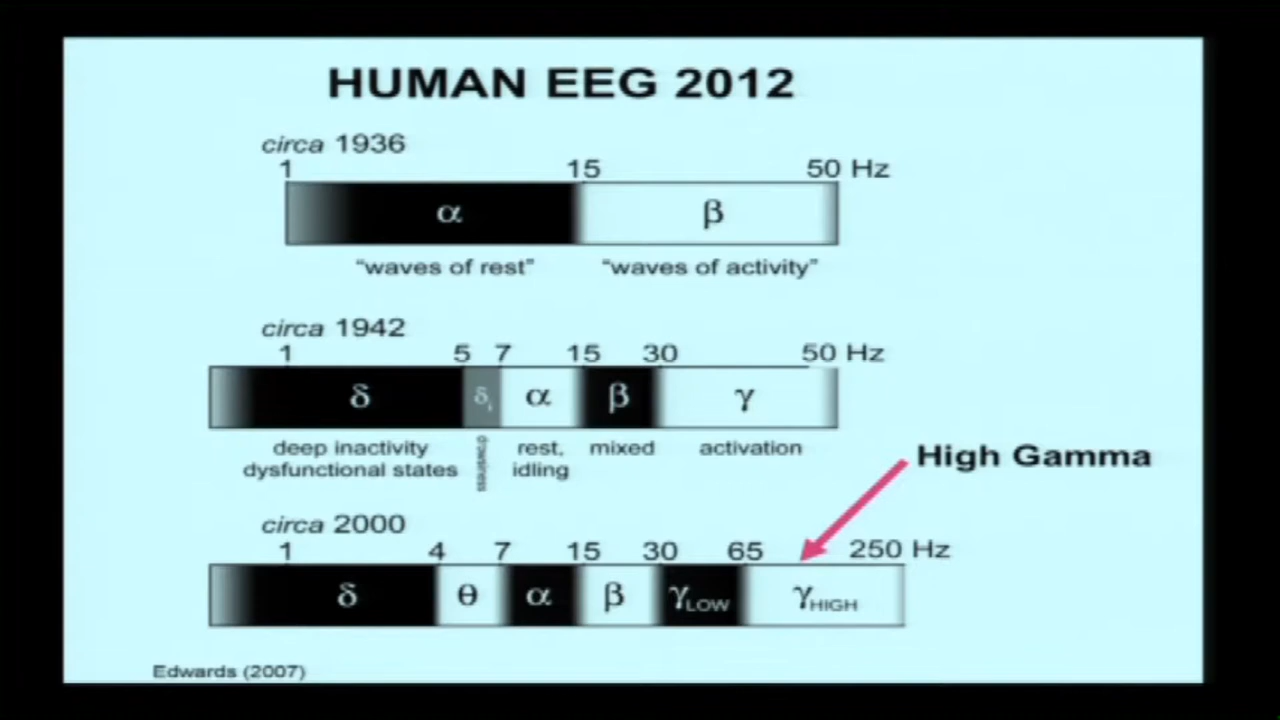 HUMAN EEG 2012
circa 1936
1 15 50 Hz
α β
“waves of rest” “waves of activity”
circa 1942
1 5 7 15 30 50 Hz
δ δ α β γ
deep inactivity rest, mixed activation
dysfunctional states idling
drowsiness
High Gamma
circa 2000
1 4 7 15 30 65 250 Hz
δ θ α β γLOW γHIGH
Edwards (2007)